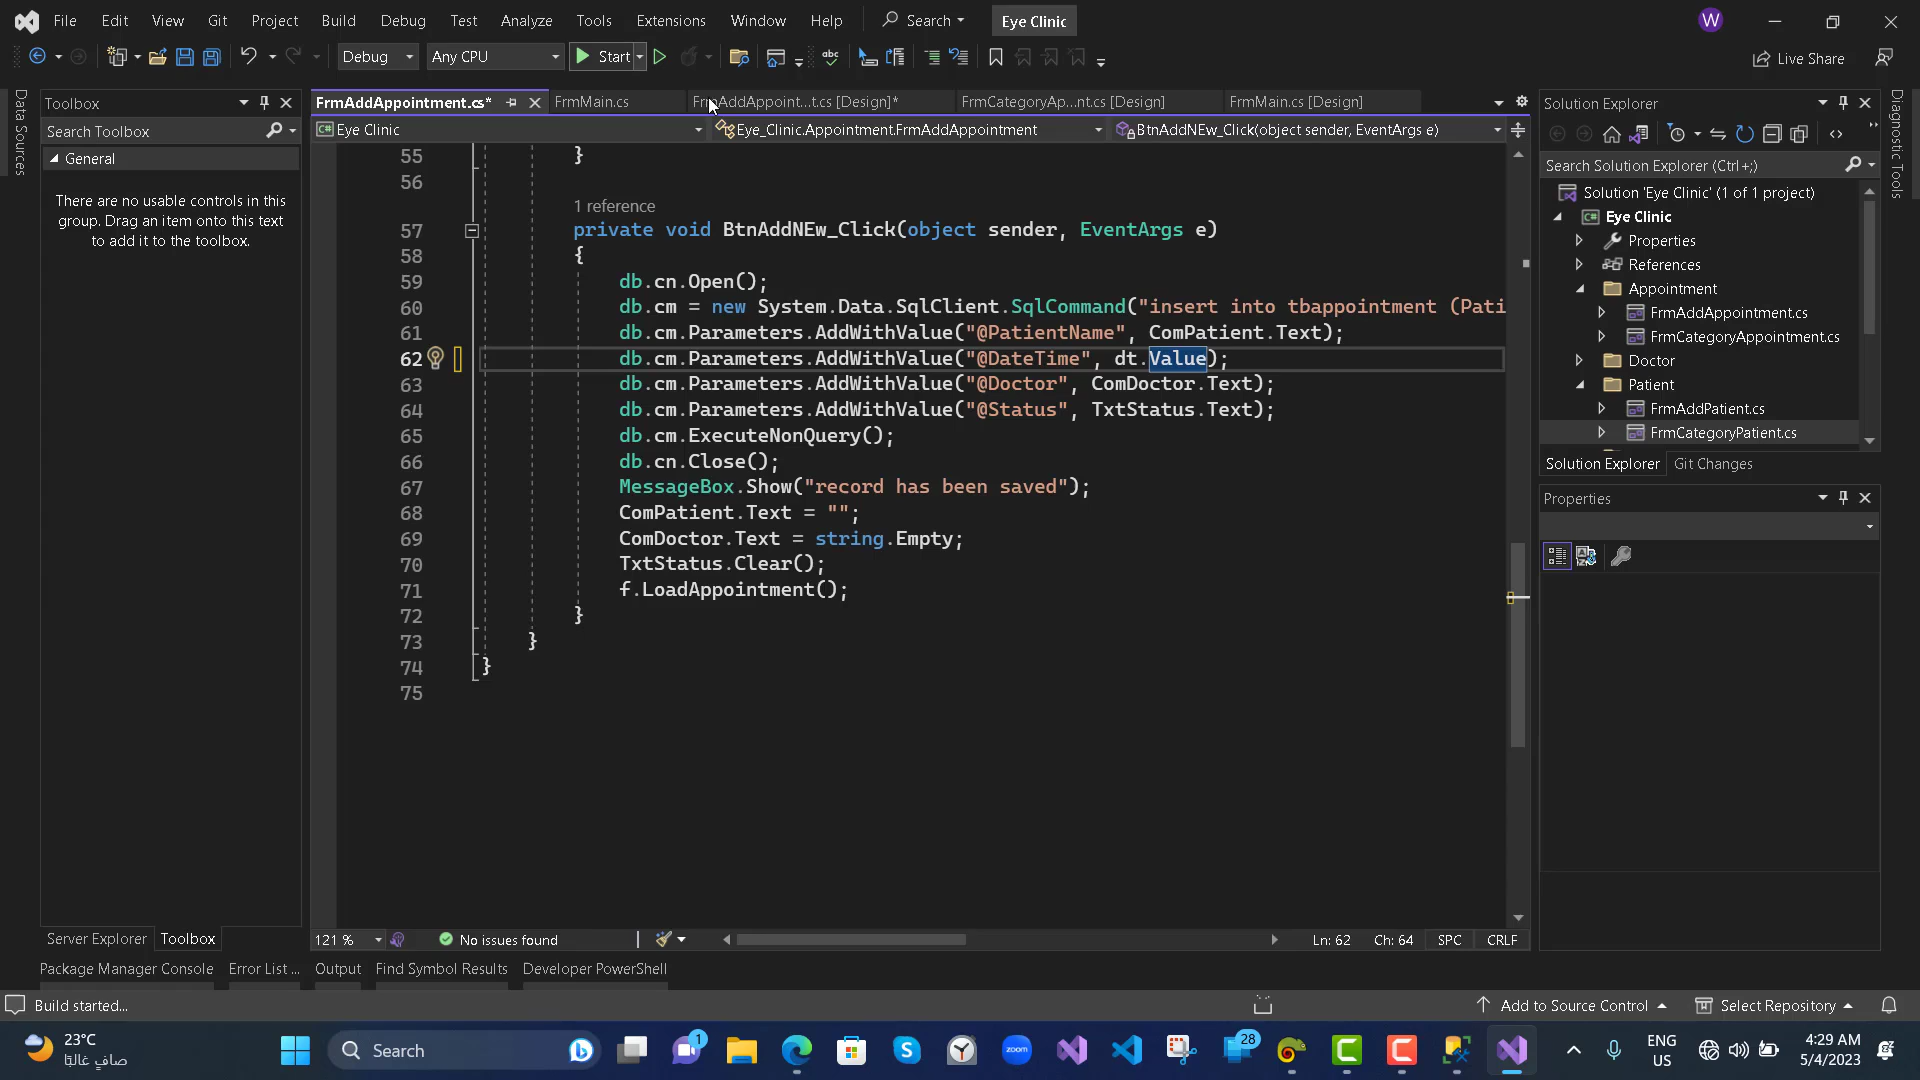 File Edit View Git Project Build Debug Test Analyze Tools Extensions Window Help Search Eye Clinic W
Debug Any CPU Start Live Share
Data Sources
Toolbox
Search Toolbox
General
There are no usable controls in this
group. Drag an item onto this text
to add it to the toolbox.
Server Explorer Toolbox
FrmAddAppointment.cs* FrmMain.cs FrmAddAppoint...t.cs [Design]* FrmCategoryAp...nt.cs [Design] FrmMain.cs [Design]
Eye Clinic Eye_Clinic.Appointment.FrmAddAppointment BtnAddNEw_Click(object sender, EventArgs e)
55 }
56
1 reference
57 private void BtnAddNEw_Click(object sender, EventArgs e)
58 {
59 db.cn.Open();
60 db.cm = new System.Data.SqlClient.SqlCommand("insert into tbappointment (Pati
61 db.cm.Parameters.AddWithValue("@PatientName", ComPatient.Text);
62 db.cm.Parameters.AddWithValue("@DateTime", dt.Value);
63 db.cm.Parameters.AddWithValue("@Doctor", ComDoctor.Text);
64 db.cm.Parameters.AddWithValue("@Status", TxtStatus.Text);
65 db.cm.ExecuteNonQuery();
66 db.cn.Close();
67 MessageBox.Show("record has been saved");
68 ComPatient.Text = "";
69 ComDoctor.Text = string.Empty;
70 TxtStatus.Clear();
71 f.LoadAppointment();
72 }
73 }
74 }
75
121 % No issues found Ln: 62 Ch: 64 SPC CRLF
Solution Explorer
Search Solution Explorer (Ctrl+;)
Solution 'Eye Clinic' (1 of 1 project)
Eye Clinic
Properties
References
Appointment
FrmAddAppointment.cs
FrmCategoryAppointment.cs
Doctor
Patient
FrmAddPatient.cs
FrmCategoryPatient.cs
Solution Explorer Git Changes
Properties
Diagnostic Tools
Package Manager Console Error List ... Output Find Symbol Results Developer PowerShell
Build started... Add to Source Control Select Repository
23°C
صافٍ غالبًا
Search
1
zoom
28
ENG
US
4:29 AM
5/4/2023